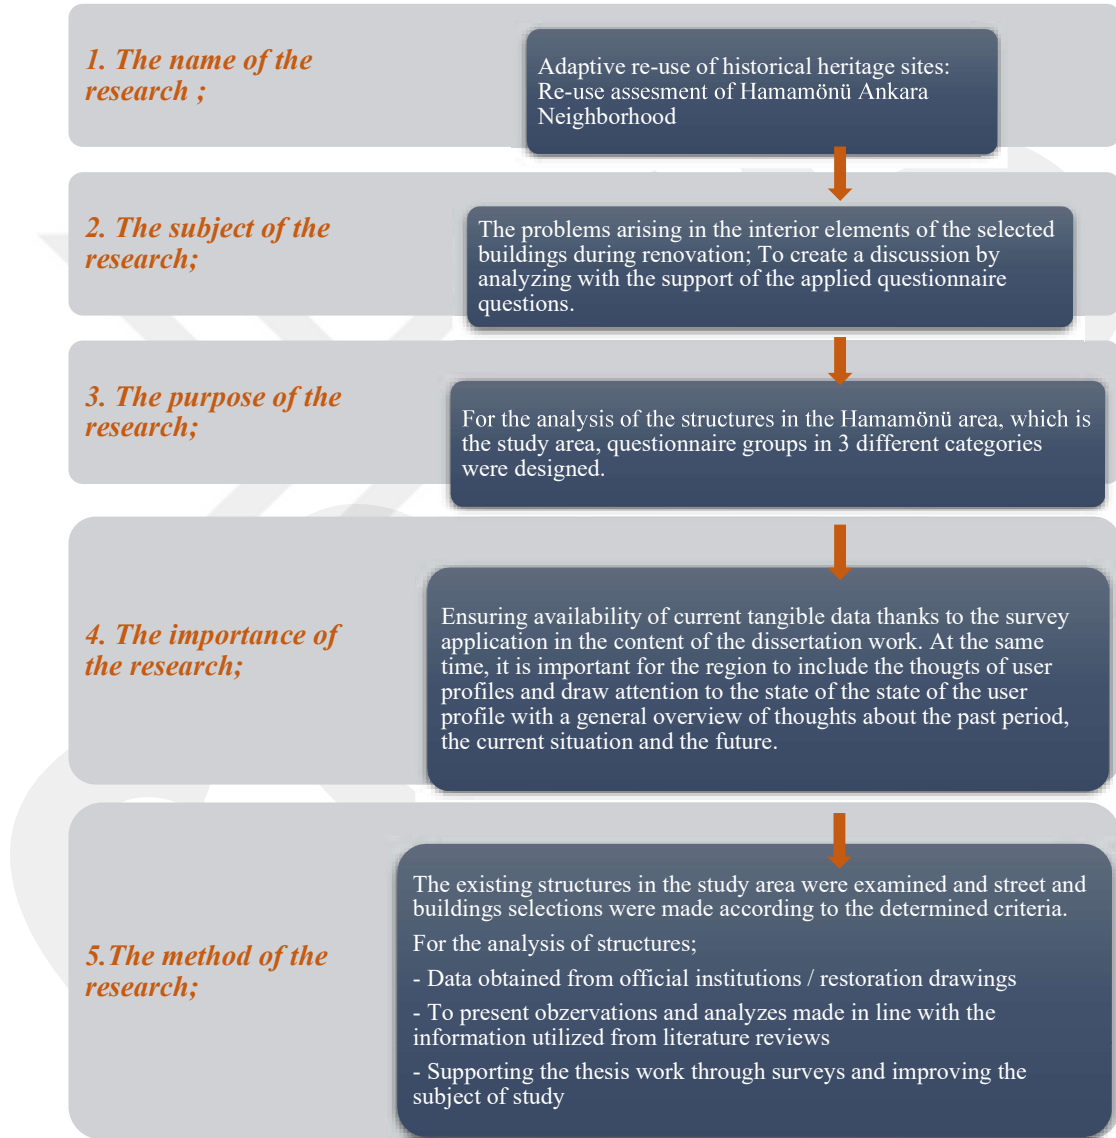 1. The name of the
research ;
Adaptive re-use of historical heritage sites:
Re-use assesment of Hamamönü Ankara
Neighborhood
2. The subject of the
research;
The problems arising in the interior elements of the selected
buildings during renovation; To create a discussion by
analyzing with the support of the applied questionnaire
questions.
3. The purpose of the
research;
For the analysis of the structures in the Hamamönü area, which is
the study area, questionnaire groups in 3 different categories
were designed.
4. The importance of
the research;
Ensuring availability of current tangible data thanks to the survey
application in the content of the dissertation work. At the same
time, it is important for the region to include the thougts of user
profiles and draw attention to the state of the state of the user
profile with a general overview of thoughts about the past period,
the current situation and the future.
5.The method of the
research;
The existing structures in the study area were examined and street and
buildings selections were made according to the determined criteria.
For the analysis of structures;
- Data obtained from official institutions / restoration drawings
- To present obzervations and analyzes made in line with the
information utilized from literature reviews
- Supporting the thesis work through surveys and improving the
subject of study